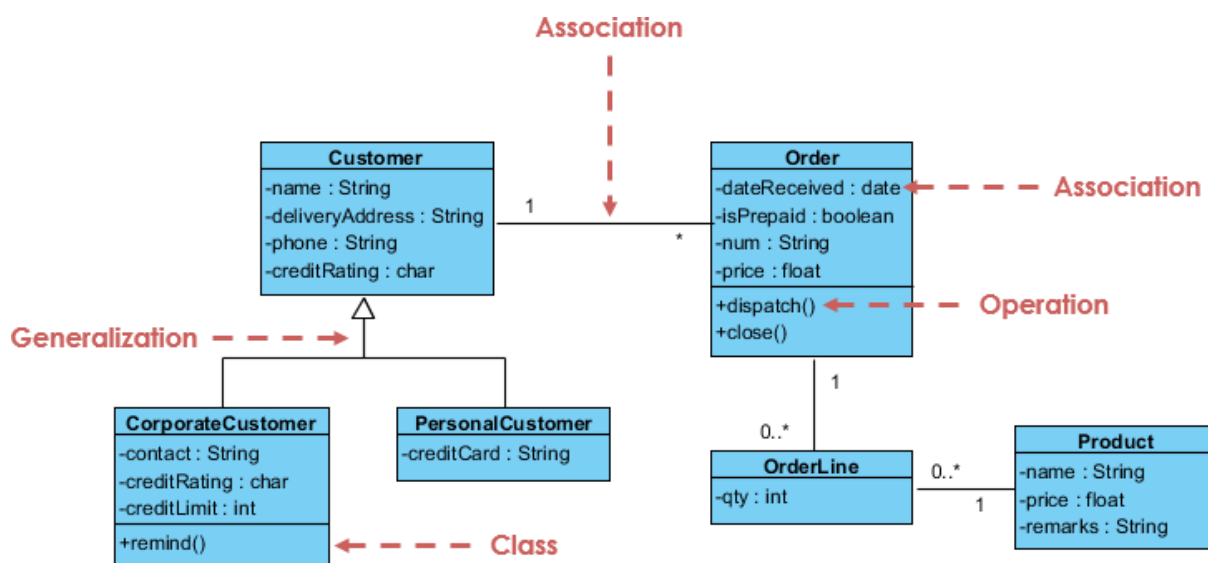 Association
Customer
-name : String
-deliveryAddress : String
-phone : String
-creditRating : char
1
*
Order
-dateReceived : date
-isPrepaid : boolean
-num : String
-price : float
+dispatch()
+close()
Association
Operation
Generalization
CorporateCustomer
-contact : String
-creditRating : char
-creditLimit : int
+remind()
Class
PersonalCustomer
-creditCard : String
1
0..*
OrderLine
-qty : int
0..*
1
Product
-name : String
-price : float
-remarks : String